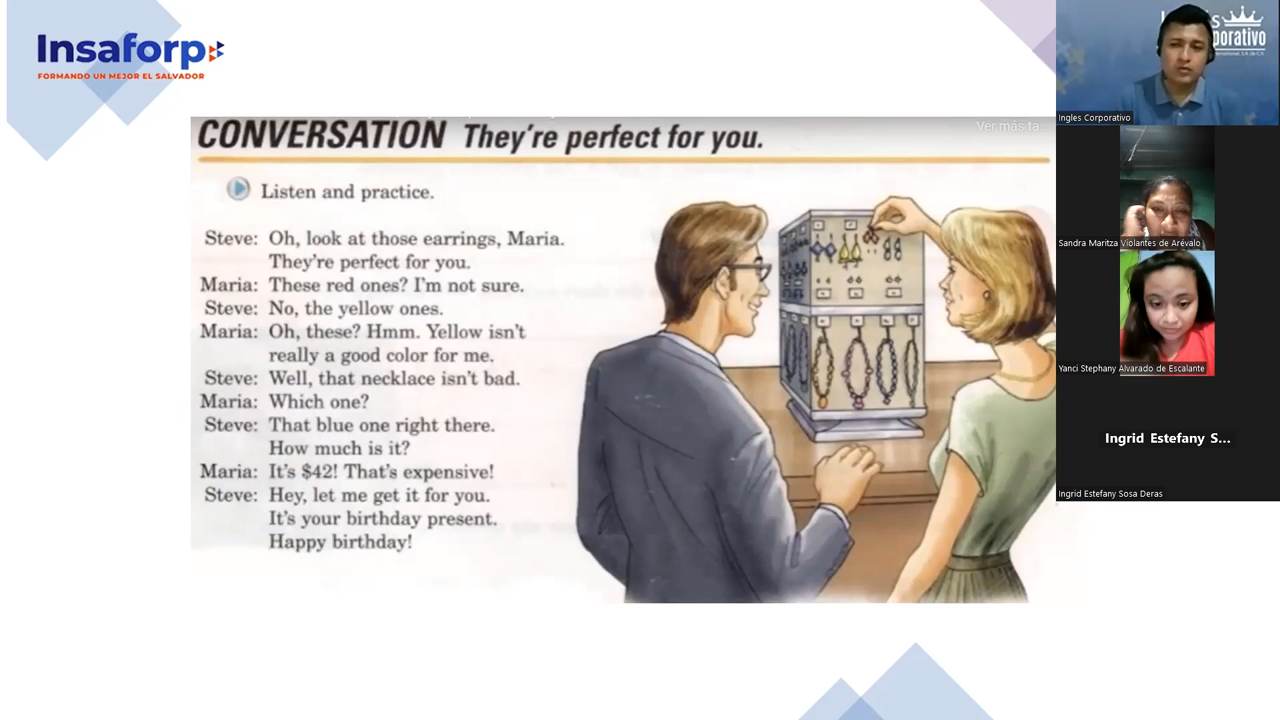 Insaforp
FORMANDO UN MEJOR EL SALVADOR
CONVERSATION They're perfect for you.
Ver más ta
Listen and practice.
Steve: Oh, look at those earrings, Maria.
They're perfect for you.
Maria: These red ones? I'm not sure.
Steve: No, the yellow ones.
Maria: Oh, these? Hmm. Yellow isn't
really a good color for me.
Steve: Well, that necklace isn't bad.
Maria: Which one?
Steve: That blue one right there.
How much is it?
Maria: It's $42! That's expensive!
Steve: Hey, let me get it for you.
It's your birthday present.
Happy birthday!
Ingles Corporativo
Sandra Maritza Violantes de Arévalo
Yanci Stephany Alvarado de Escalante
Ingrid Estefany S...
Ingrid Estefany Sosa Deras